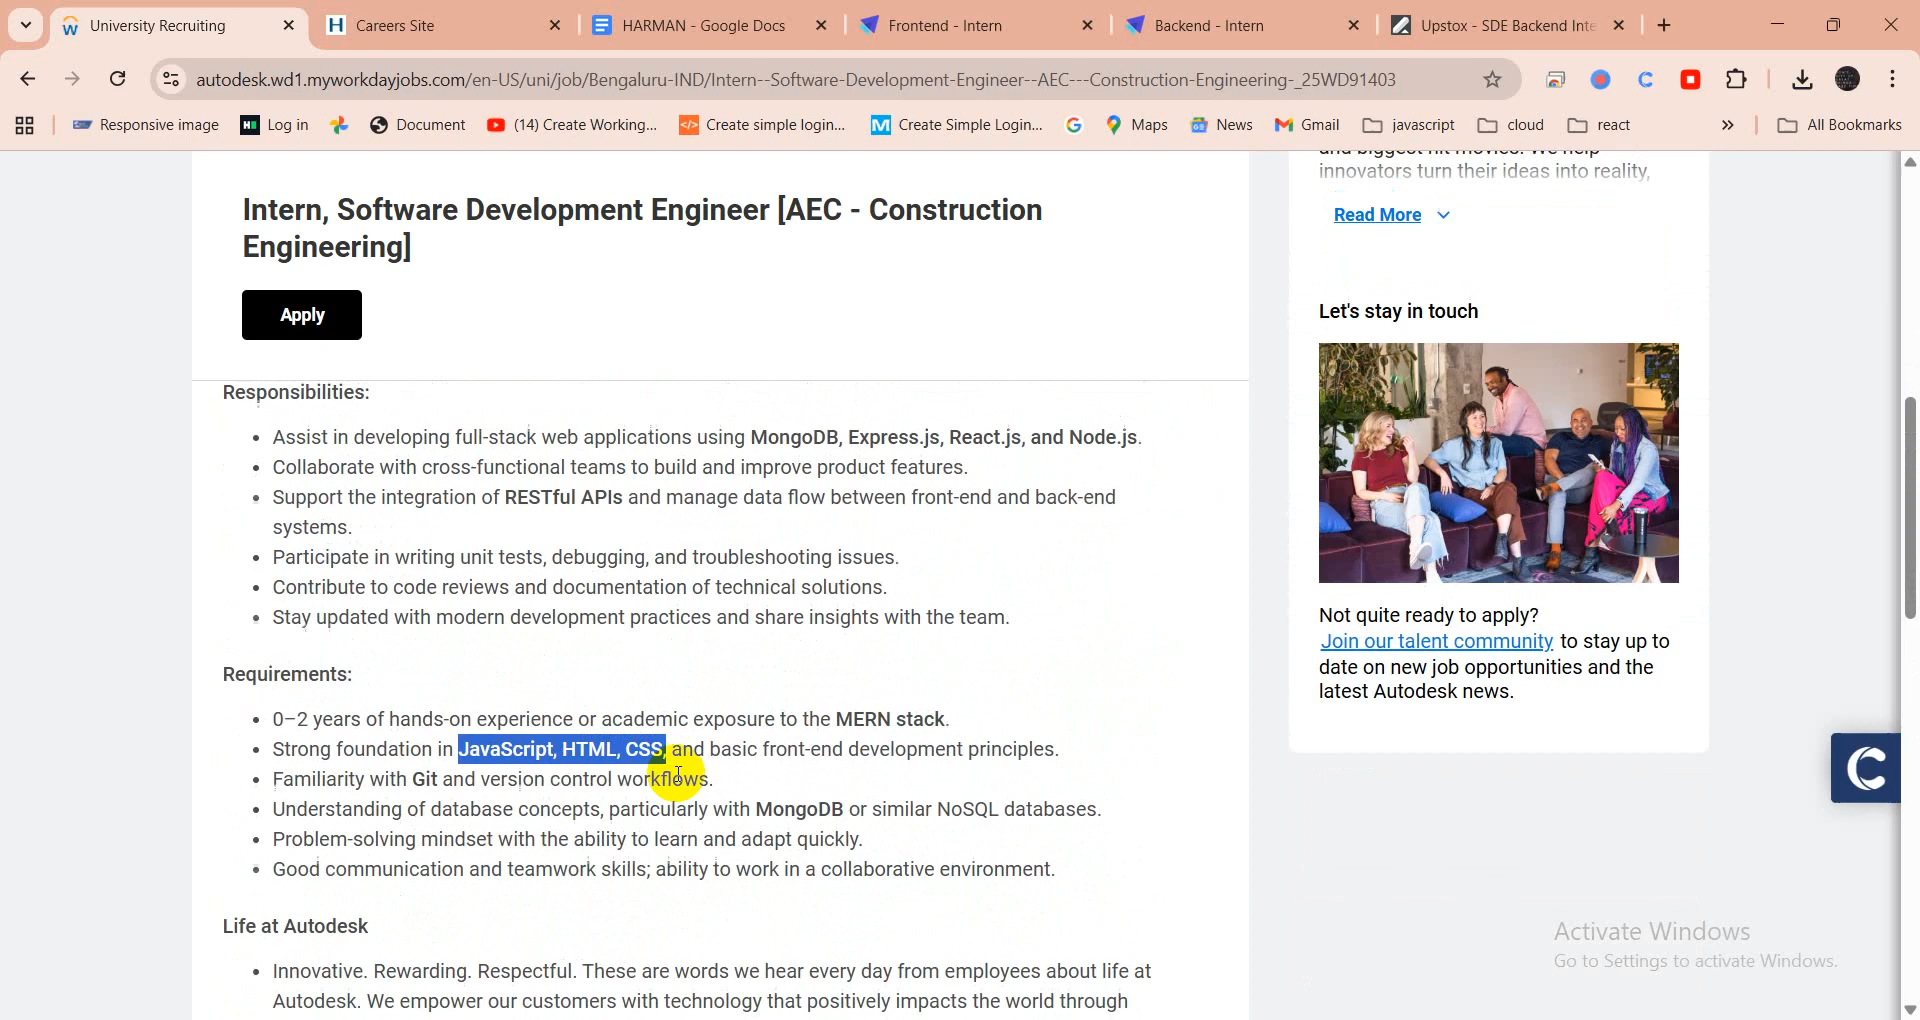 University Recruiting
Careers Site
HARMAN - Google Docs
Frontend - Intern
Backend - Intern
Upstox - SDE Backend Inte
autodesk.wd1.myworkdayjobs.com/en-US/uni/job/Bengaluru-IND/Intern--Software-Development-Engineer--AEC---Construction-Engineering-_25WD91403
Responsive image
Log in
Document
(14) Create Working...
Create simple login...
Create Simple Login...
Maps
News
Gmail
javascript
cloud
react
»
All Bookmarks
Intern, Software Development Engineer [AEC - Construction
Engineering]
Apply
Responsibilities:
• Assist in developing full-stack web applications using MongoDB, Express.js, React.js, and Node.js.
• Collaborate with cross-functional teams to build and improve product features.
• Support the integration of RESTful APIs and manage data flow between front-end and back-end
systems.
• Participate in writing unit tests, debugging, and troubleshooting issues.
• Contribute to code reviews and documentation of technical solutions.
• Stay updated with modern development practices and share insights with the team.
Requirements:
• 0–2 years of hands-on experience or academic exposure to the MERN stack.
• Strong foundation in JavaScript, HTML, CSS, and basic front-end development principles.
• Familiarity with Git and version control workflows.
• Understanding of database concepts, particularly with MongoDB or similar NoSQL databases.
• Problem-solving mindset with the ability to learn and adapt quickly.
• Good communication and teamwork skills; ability to work in a collaborative environment.
Life at Autodesk
• Innovative. Rewarding. Respectful. These are words we hear every day from employees about life at
Autodesk. We empower our customers with technology that positively impacts the world through
and biggest hit movies. We help
innovators turn their ideas into reality,
Read More
Let's stay in touch
Not quite ready to apply?
Join our talent community to stay up to
date on new job opportunities and the
latest Autodesk news.
C
Activate Windows
Go to Settings to activate Windows.